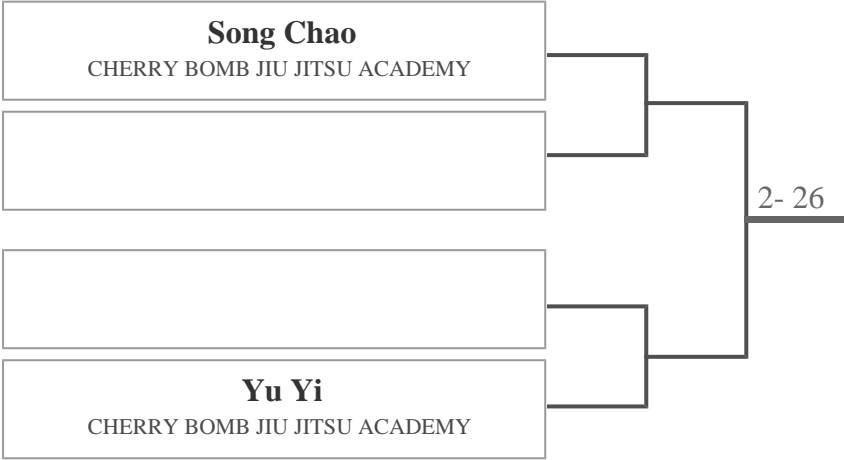 Song Chao
CHERRY BOMB JIU JITSU ACADEMY
2- 26
Yu Yi
CHERRY BOMB JIU JITSU ACADEMY